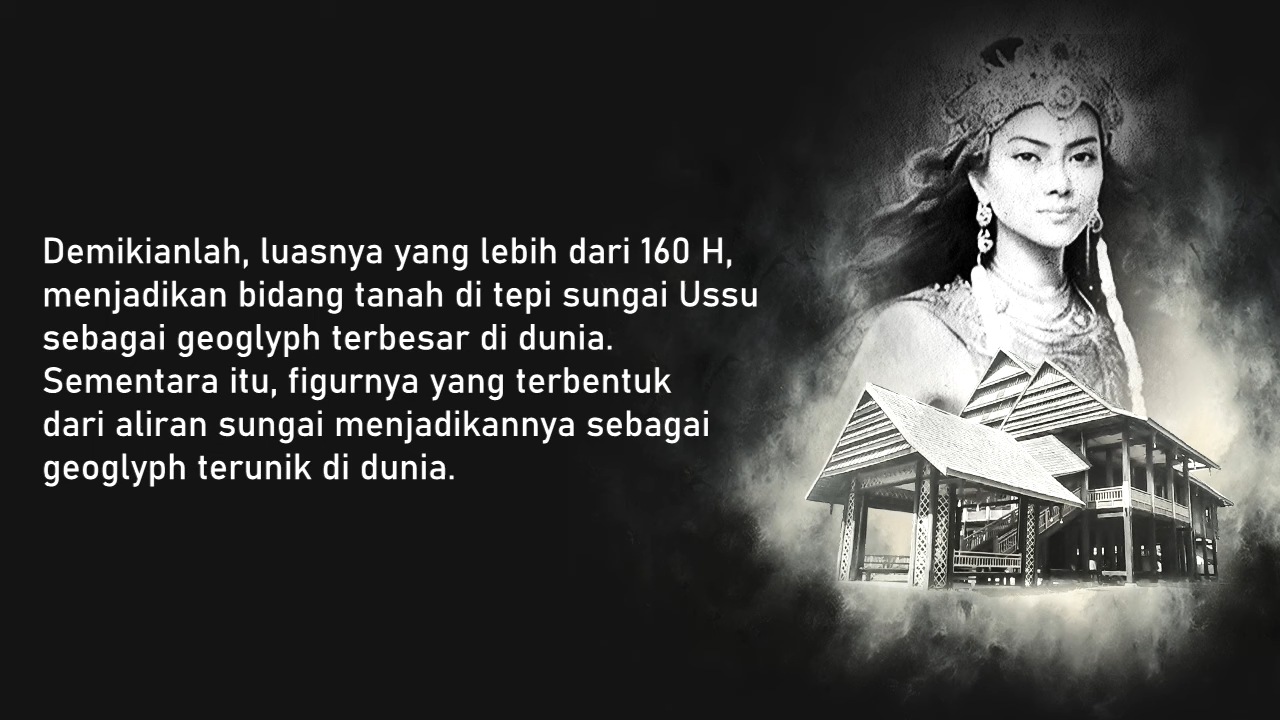 Demikianlah, luasnya yang lebih dari 160 H,
menjadikan bidang tanah di tepi sungai Ussu
sebagai geoglyph terbesar di dunia.
Sementara itu, figurnya yang terbentuk
dari aliran sungai menjadikannya sebagai
geoglyph terunik di dunia.